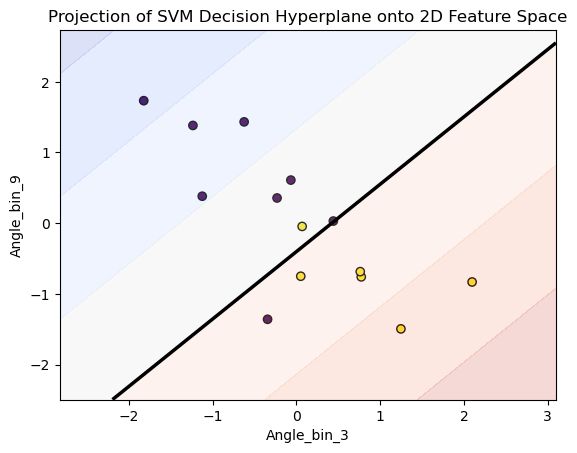 Projection of SVM Decision Hyperplane onto 2D Feature Space
2
1
0
−1
−2
Angle_bin_9
−2 −1 0 1 2 3
Angle_bin_3